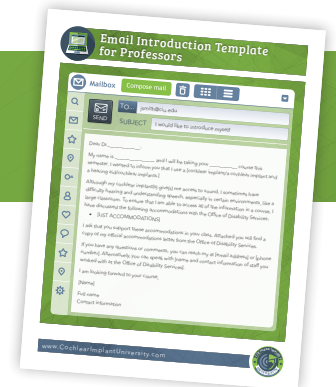 Email Introduction Template
for Professors
Mailbox
Compose mail
SEND
TO...
SUBJECT
I would like to introduce myself
Dear Dr.
My name is and I will be taking your course this
semester. I wanted to inform you that I use a [cochlear implant/s/cochlear implant and
a hearing aid/cochlear implants.]
Although my cochlear implant(s) give(s) me access to sound, I sometimes have
difficulty hearing and understanding speech, especially in certain environments, like a
large classroom. To ensure that I am able to access all of the information in a course, I
have discussed the following accommodations with the Office of Disability Services:
• [LIST ACCOMMODATIONS]
I ask that you support these accommodations in your class. Attached you will find a
copy of my official accommodation letter from the Office of Disability Services.
If you have any questions or comments, you can reach me at [email address] or [phone
number]. Alternatively, you can speak with [name and contact information of staff you
worked with at the Office of Disability Services].
I am looking forward to your course,
[Name]
Full name
Contact information
www.CochlearImplantUniversity.com